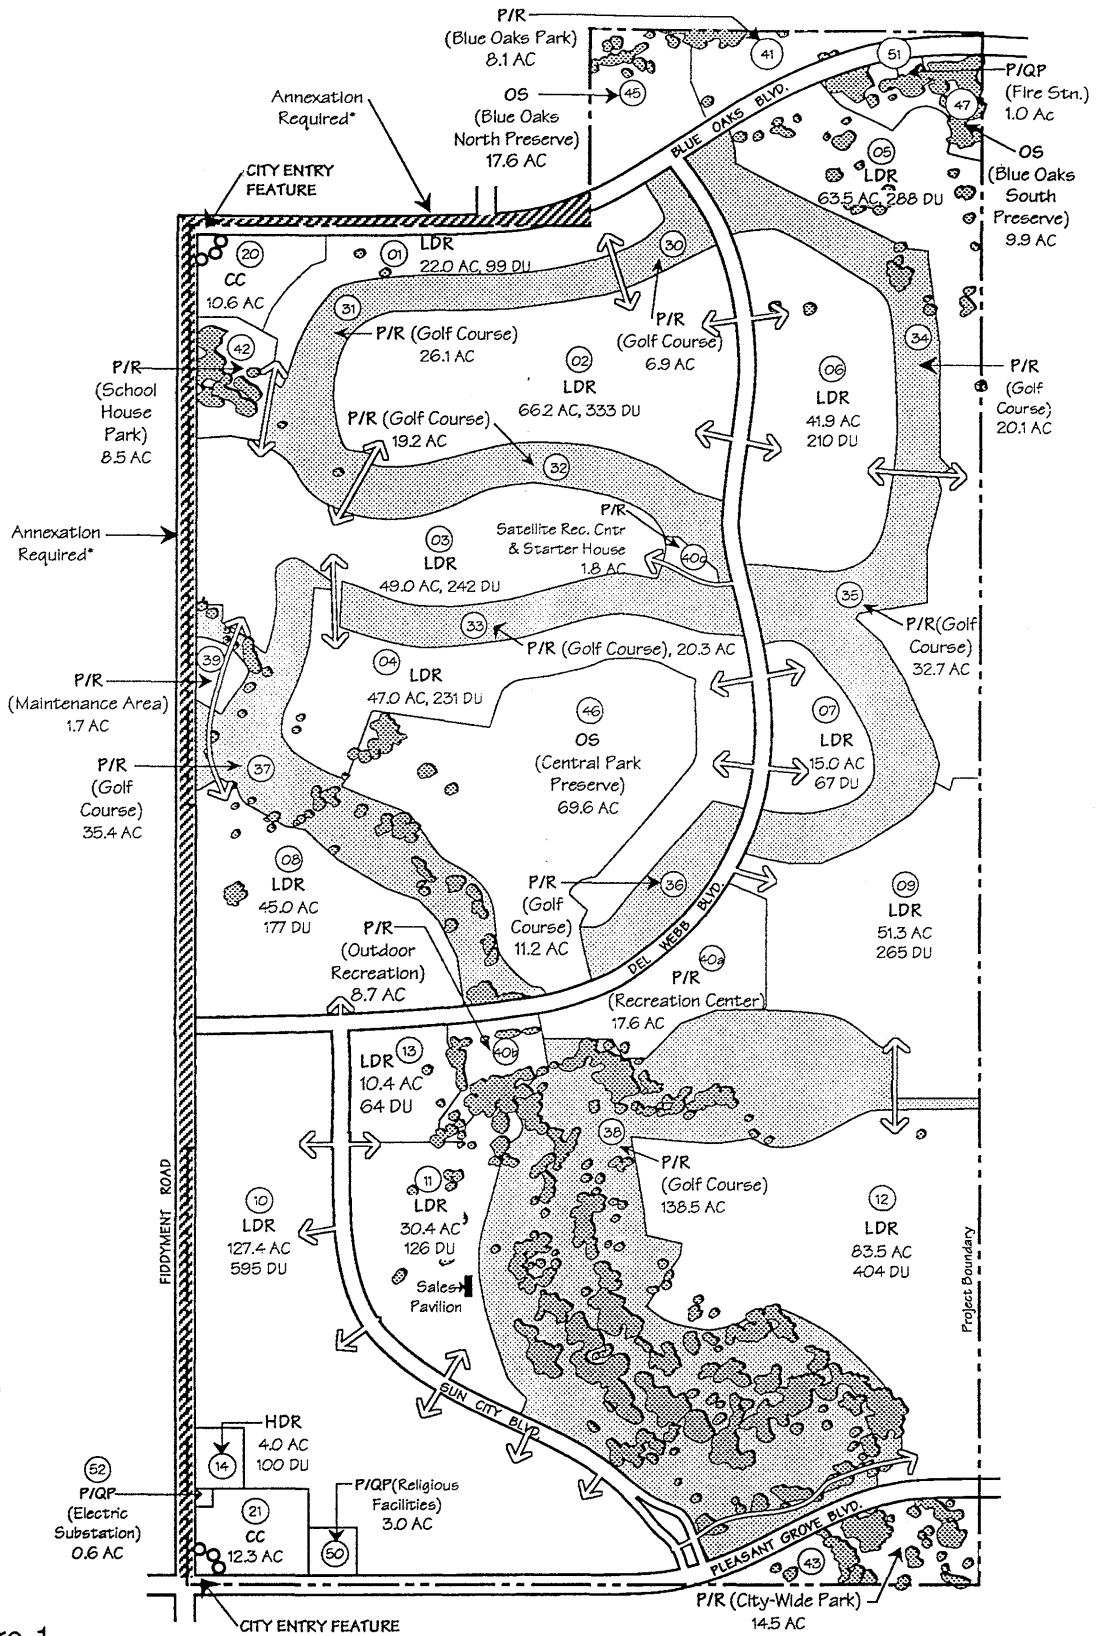 P/R
(Blue Oaks Park)
8.1 AC
41
51
P/QP
(Fire Stn.)
1.0 Ac
45
OS
(Blue Oaks
North Preserve)
17.6 AC
47
BLUE OAKS BLVD.
Annexation
Required*
CITY ENTRY
FEATURE
05
LDR
63.5 AC, 288 DU
OS
(Blue Oaks
South
Preserve)
9.9 AC
20
CC
10.6 AC
01
LDR
22.0 AC, 99 DU
30
P/R
(Golf Course)
6.9 AC
31
P/R (Golf Course)
26.1 AC
34
P/R
(Golf
Course)
20.1 AC
42
P/R
(School
House
Park)
8.5 AC
02
LDR
66.2 AC, 333 DU
06
LDR
41.9 AC
210 DU
P/R (Golf Course)
19.2 AC
32
Annexation
Required*
03
LDR
49.0 AC, 242 DU
P/R
Satellite Rec. Cntr
& Starter House
1.8 AC
40c
35
P/R(Golf
Course)
32.7 AC
33
P/R (Golf Course), 20.3 AC
39
P/R
(Maintenance Area)
1.7 AC
04
LDR
47.0 AC, 231 DU
46
OS
(Central Park
Preserve)
69.6 AC
07
LDR
15.0 AC
67 DU
37
P/R
(Golf
Course)
35.4 AC
08
LDR
45.0 AC
177 DU
36
P/R
(Golf
Course)
11.2 AC
DEL WEBB BLVD.
09
LDR
51.3 AC
265 DU
P/R
(Outdoor
Recreation)
8.7 AC
40a
P/R
(Recreation Center)
17.6 AC
13
LDR
10.4 AC
64 DU
40b
38
P/R
(Golf Course)
138.5 AC
FIDDYMENT ROAD
10
LDR
127.4 AC
595 DU
11
LDR
30.4 AC
126 DU
Sales
Pavilion
12
LDR
83.5 AC
404 DU
Project Boundary
SUN CITY BLVD.
HDR
4.0 AC
100 DU
14
52
P/QP
(Electric
Substation)
0.6 AC
21
CC
12.3 AC
P/QP(Religious
Facilities)
3.0 AC
50
PLEASANT GROVE BLVD.
43
P/R (City-Wide Park)
14.5 AC
CITY ENTRY FEATURE